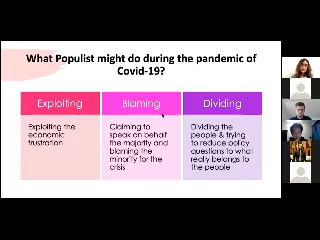 What Populist might do during the pandemic of
Covid-19?
Exploiting
Blaming
Dividing
Exploiting the
economic
frustration
Claiming to
speak on behalf
the majority and
blaming the
minority for the
crisis
Dividing the
people & trying
to reduce policy
questions to what
really belongs to
the people